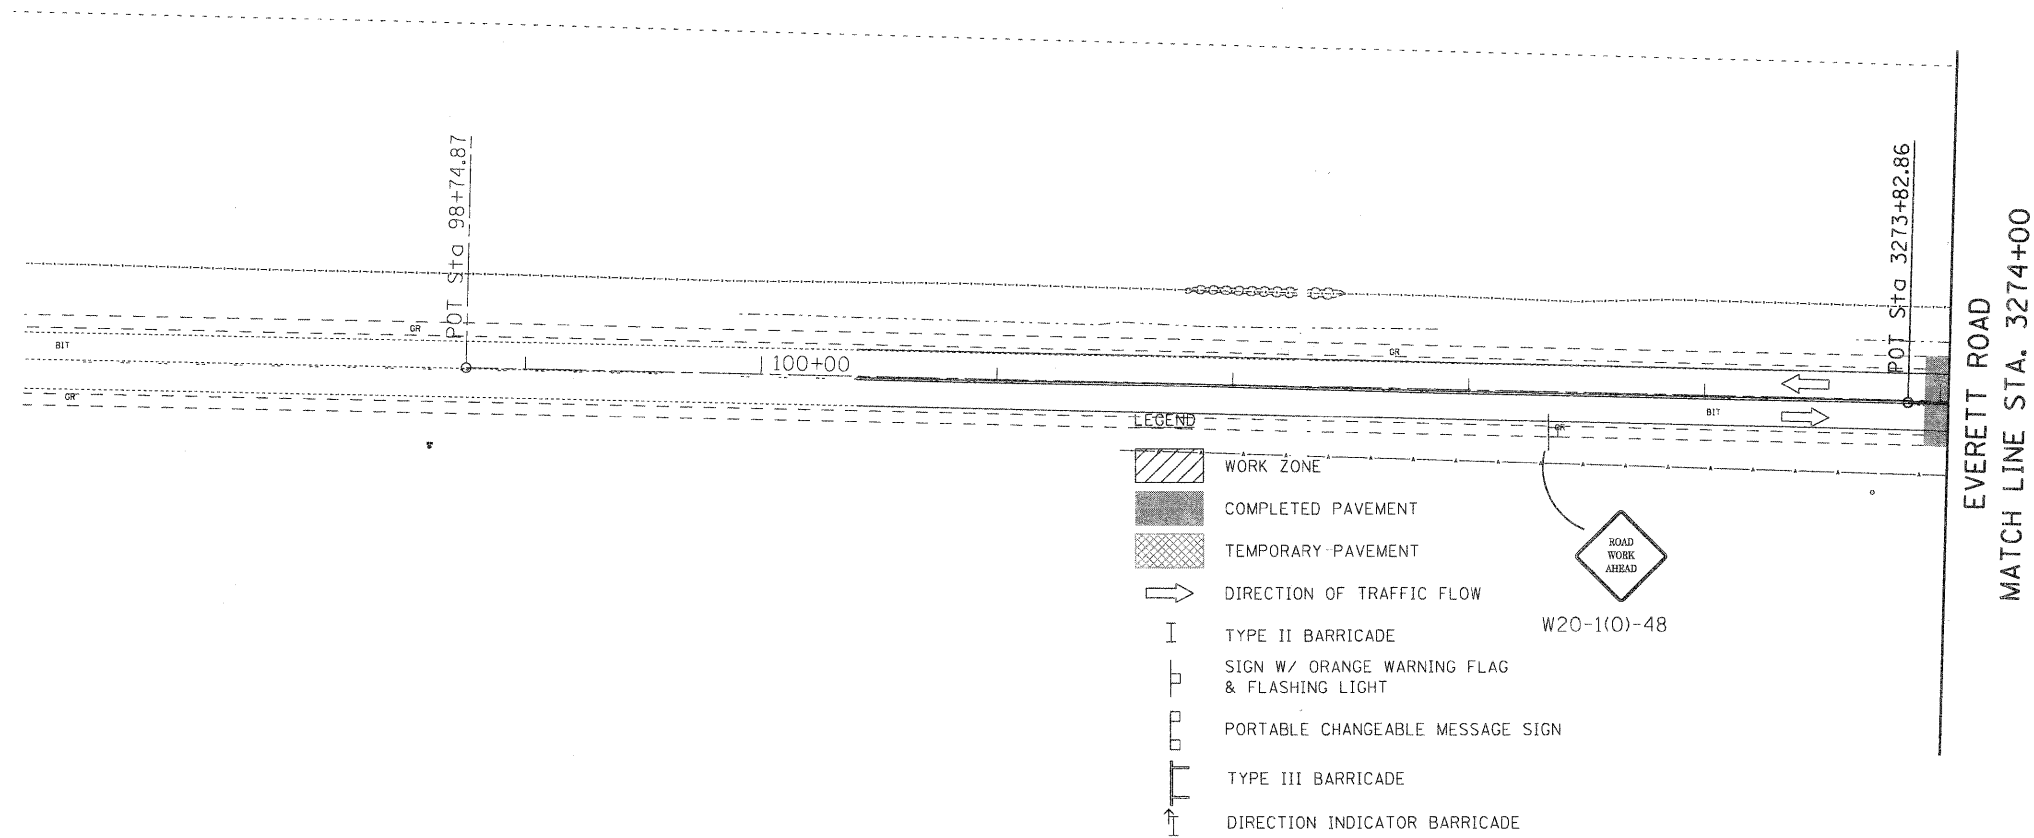 POT Sta 98+74.87
POT Sta 3273+82.86
EVERETT ROAD
MATCH LINE STA. 3274+00
GR
BIT
100+00
GR
GR
BIT
GR
LEGEND
WORK ZONE
COMPLETED PAVEMENT
TEMPORARY PAVEMENT
DIRECTION OF TRAFFIC FLOW
TYPE II BARRICADE
SIGN W/ ORANGE WARNING FLAG
& FLASHING LIGHT
PORTABLE CHANGEABLE MESSAGE SIGN
TYPE III BARRICADE
DIRECTION INDICATOR BARRICADE
ROAD
WORK
AHEAD
W20-1(O)-48